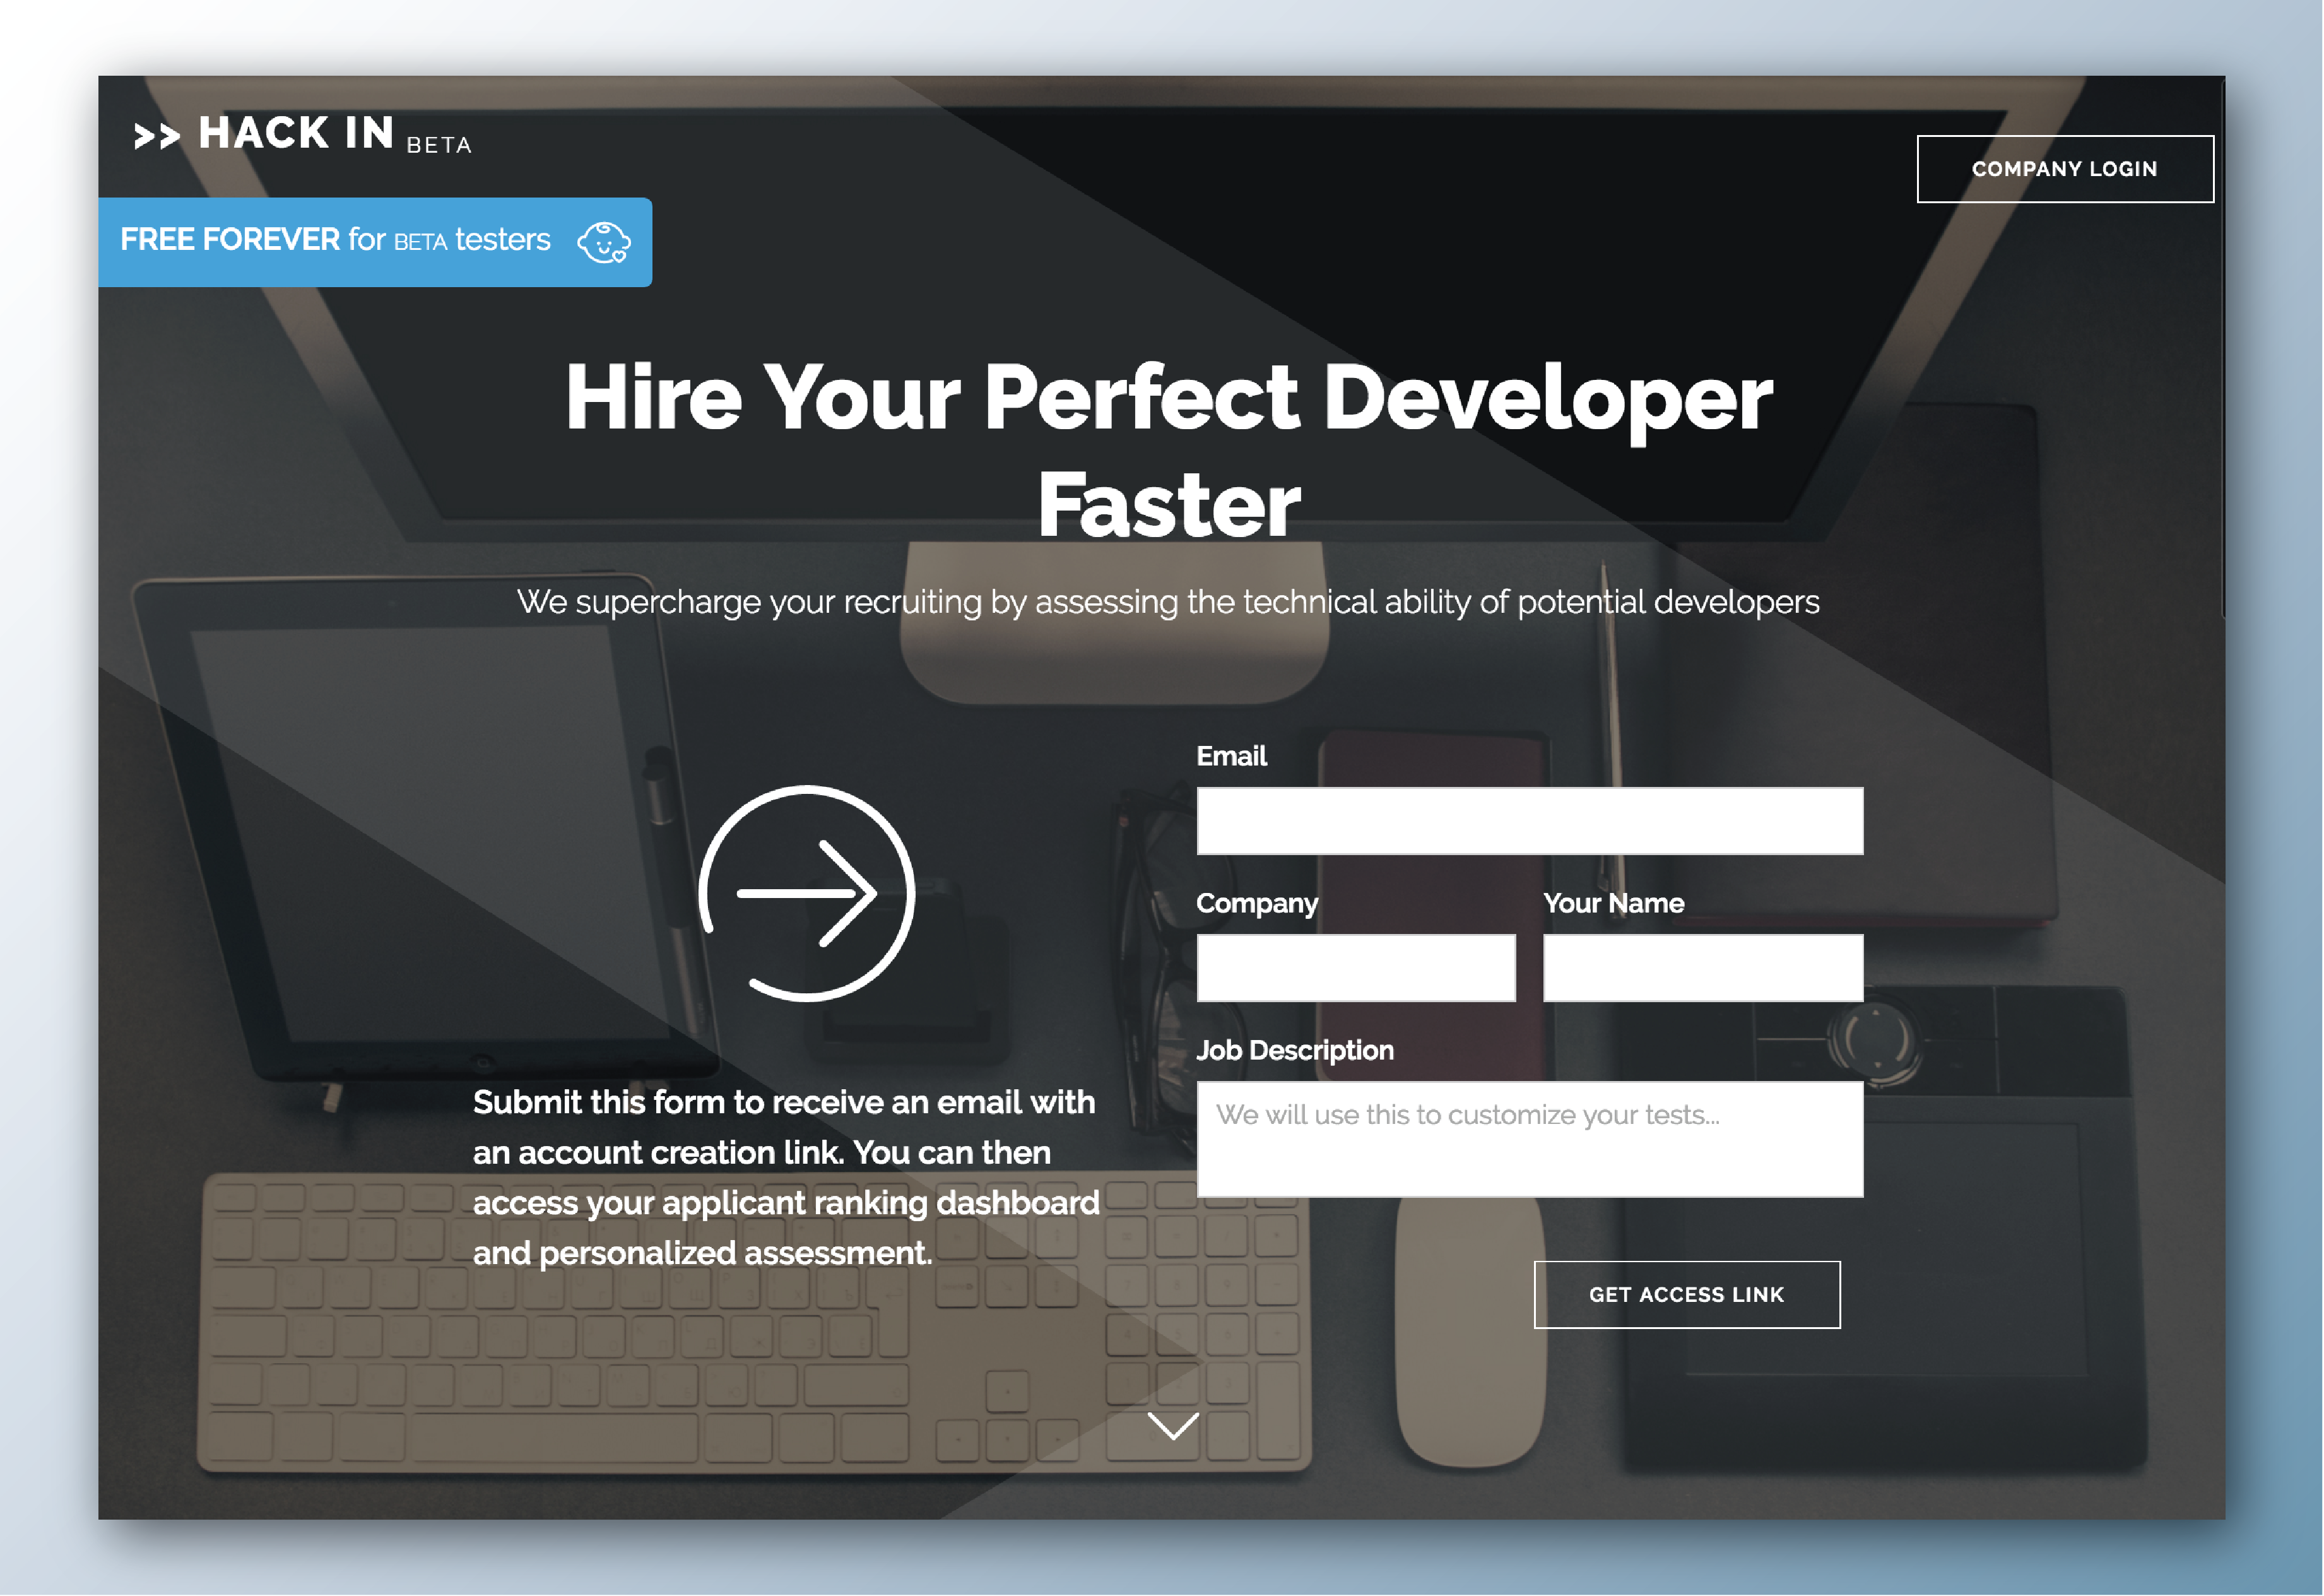 >> HACK IN BETA
COMPANY LOGIN
FREE FOREVER for BETA testers
Hire Your Perfect Developer
Faster
We supercharge your recruiting by assessing the technical ability of potential developers
Email
Company
Your Name
Job Description
We will use this to customize your tests...
Submit this form to receive an email with
an account creation link. You can then
access your applicant ranking dashboard
and personalized assessment.
GET ACCESS LINK